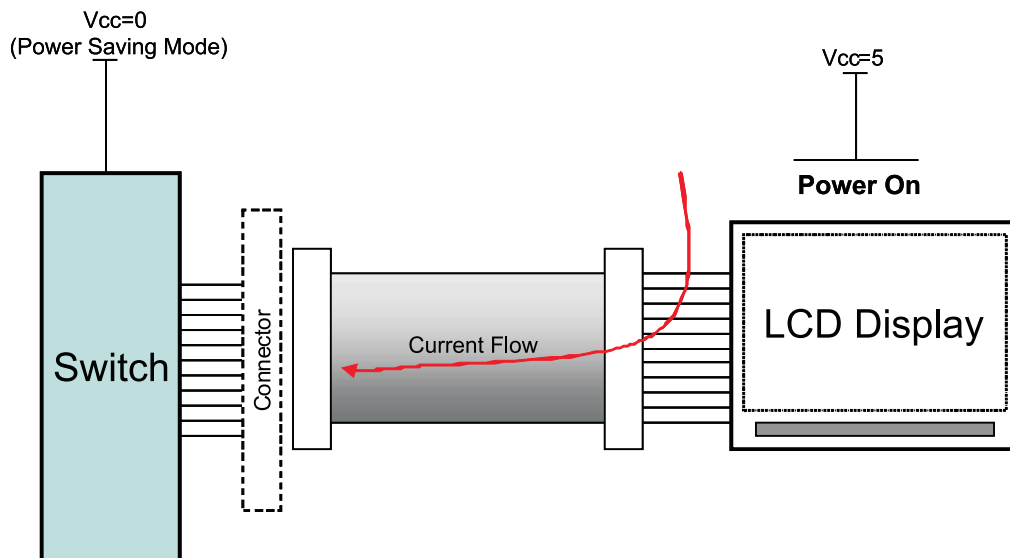 Vcc=0
(Power Saving Mode)
Vcc=5
Power On
Switch
Connector
Current Flow
LCD Display